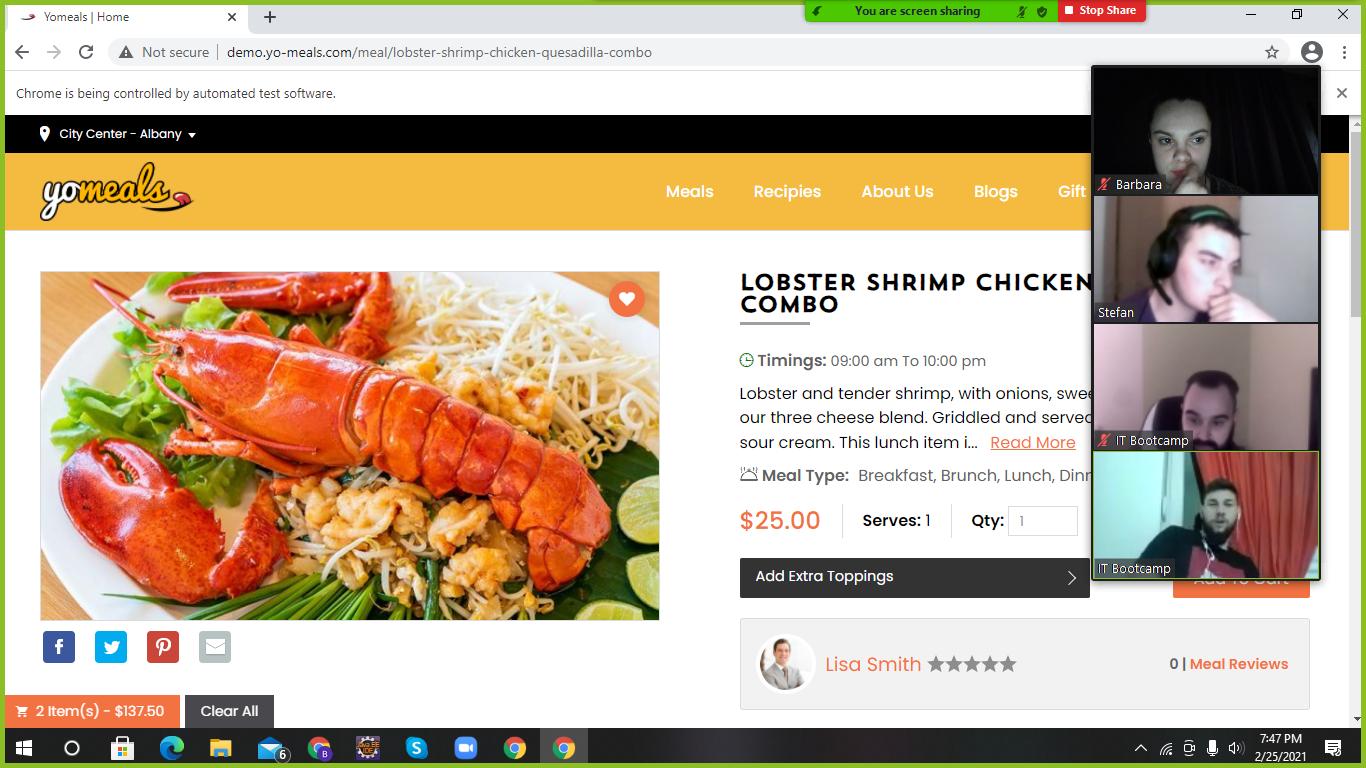 Yomeals | Home
You are screen sharing
Stop Share
Not secure
demo.yo-meals.com/meal/lobster-shrimp-chicken-quesadilla-combo
Chrome is being controlled by automated test software.
City Center - Albany
yomeals
Meals
Recipies
About Us
Blogs
Gift
Barbara
Stefan
IT Bootcamp
IT Bootcamp
LOBSTER SHRIMP CHICKEN
COMBO
Timings: 09:00 am To 10:00 pm
Lobster and tender shrimp, with onions, swee
our three cheese blend. Griddled and served
sour cream. This lunch item i... Read More
Meal Type: Breakfast, Brunch, Lunch, Dinn
$25.00
Serves: 1
Qty: 1
Add Extra Toppings
Add To Cart
Lisa Smith
0 | Meal Reviews
2 Item(s) - $137.50
Clear All
6
B
JAVA EE
IDE
7:47 PM
2/25/2021